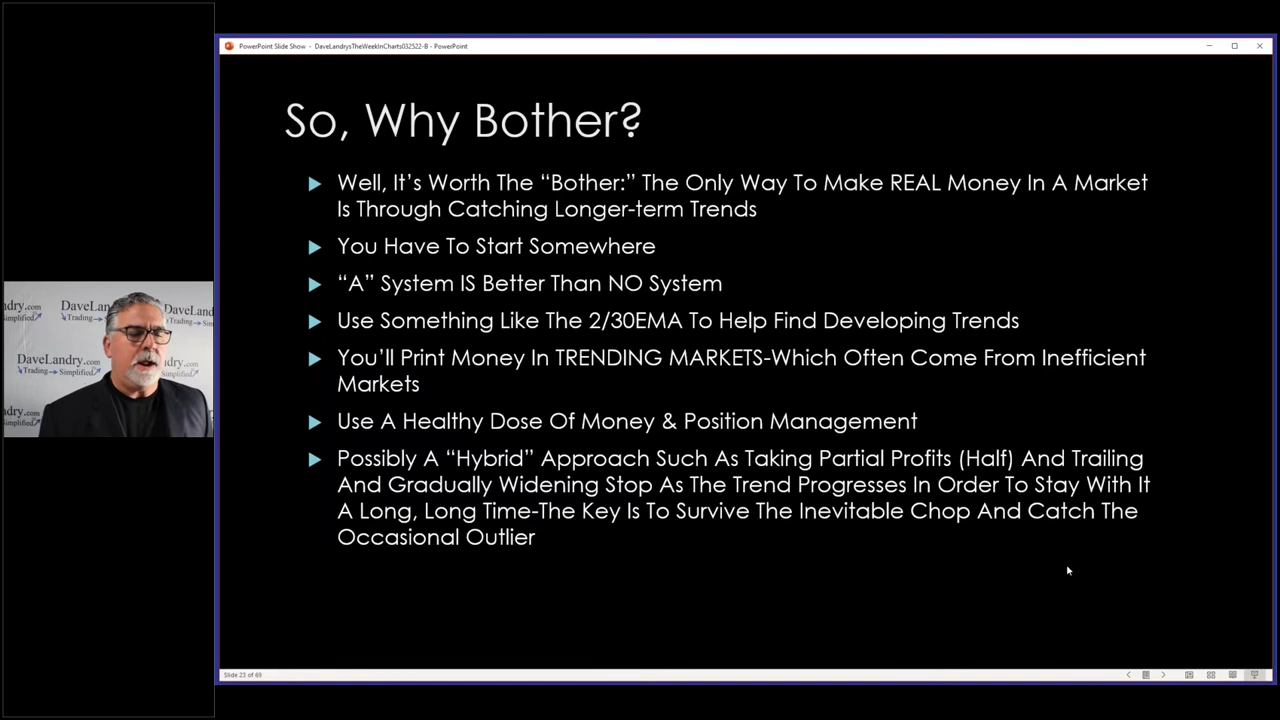 PowerPoint Slide Show - DaveLandrysTheWeekInCharts032522-B - PowerPoint
So, Why Bother?
Well, It's Worth The “Bother:” The Only Way To Make REAL Money In A Market
Is Through Catching Longer-term Trends
You Have To Start Somewhere
“A” System IS Better Than NO System
Use Something Like The 2/30EMA To Help Find Developing Trends
You'll Print Money In TRENDING MARKETS-Which Often Come From Inefficient
Markets
Use A Healthy Dose Of Money & Position Management
Possibly A “Hybrid” Approach Such As Taking Partial Profits (Half) And Trailing
And Gradually Widening Stop As The Trend Progresses In Order To Stay With It
A Long, Long Time-The Key Is To Survive The Inevitable Chop And Catch The
Occasional Outlier
Slide 23 of 69
DaveLandry.com
Trading Simplified